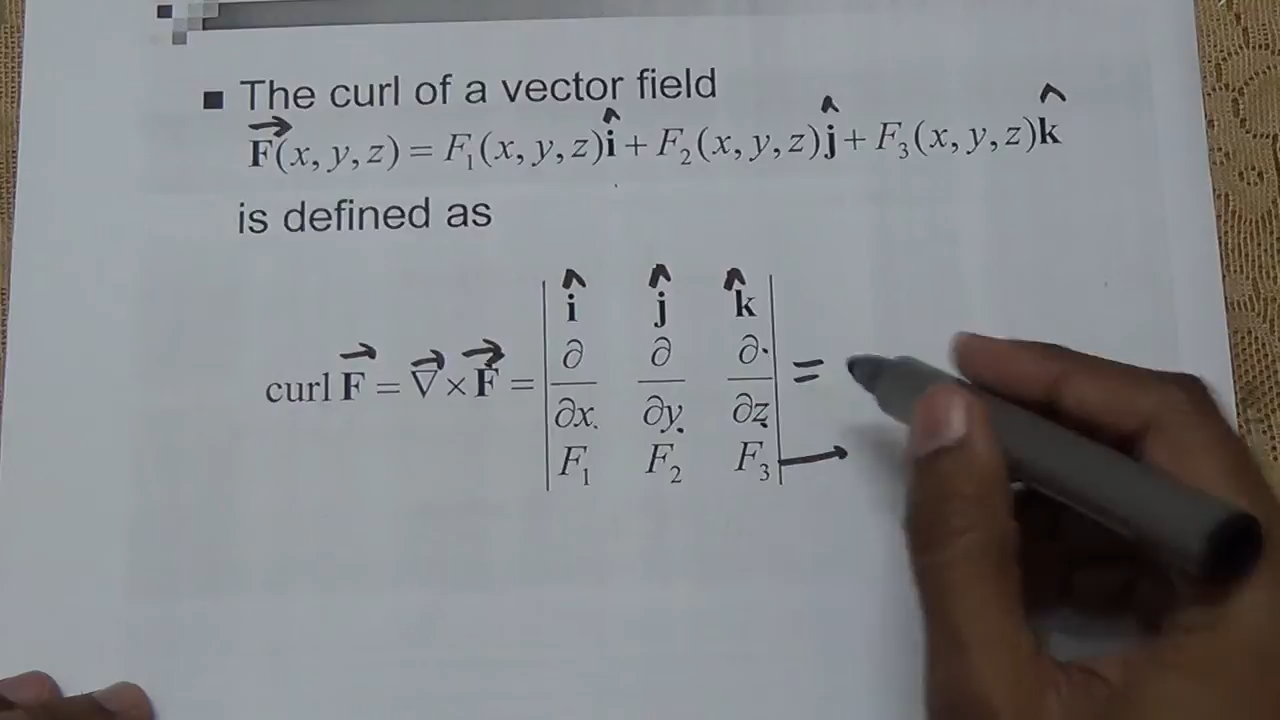 ■ The curl of a vector field
F⃗(x, y, z) = F₁(x, y, z)î + F₂(x, y, z)ĵ + F₃(x, y, z)k̂
is defined as
î ĵ k̂
curl F⃗ = ∇⃗ × F⃗ = | ∂/∂x ∂/∂y ∂/∂z | =
F₁ F₂ F₃ →